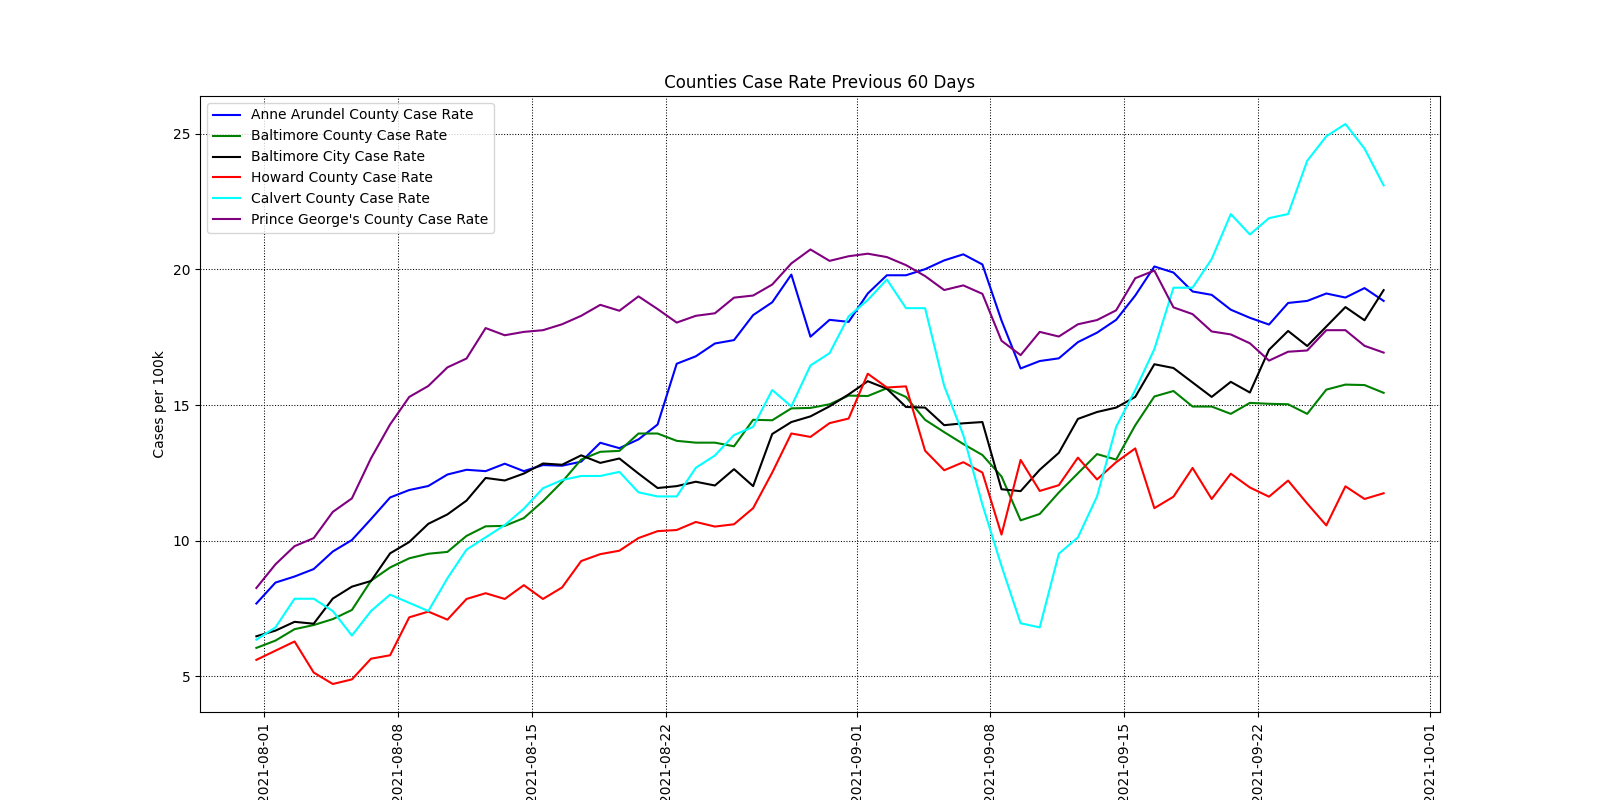 Counties Case Rate Previous 60 Days
Anne Arundel County Case Rate
Baltimore County Case Rate
Baltimore City Case Rate
Howard County Case Rate
Calvert County Case Rate
Prince George's County Case Rate
Cases per 100k
25
20
15
10
5
2021-08-01
2021-08-08
2021-08-15
2021-08-22
2021-09-01
2021-09-08
2021-09-15
2021-09-22
2021-10-01